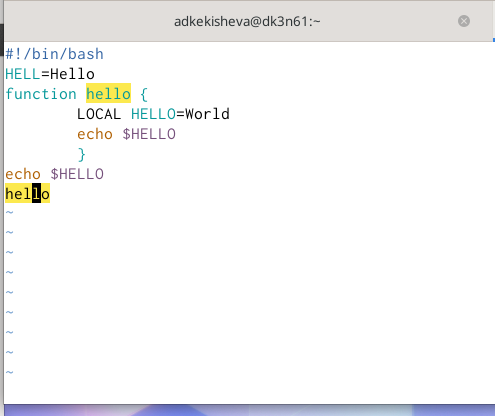 adkekisheva@dk3n61:~
#!/bin/bash
HELL=Hello
function hello {
        LOCAL HELLO=World
        echo $HELLO
        }
echo $HELLO
hello
~
~
~
~
~
~
~
~
~